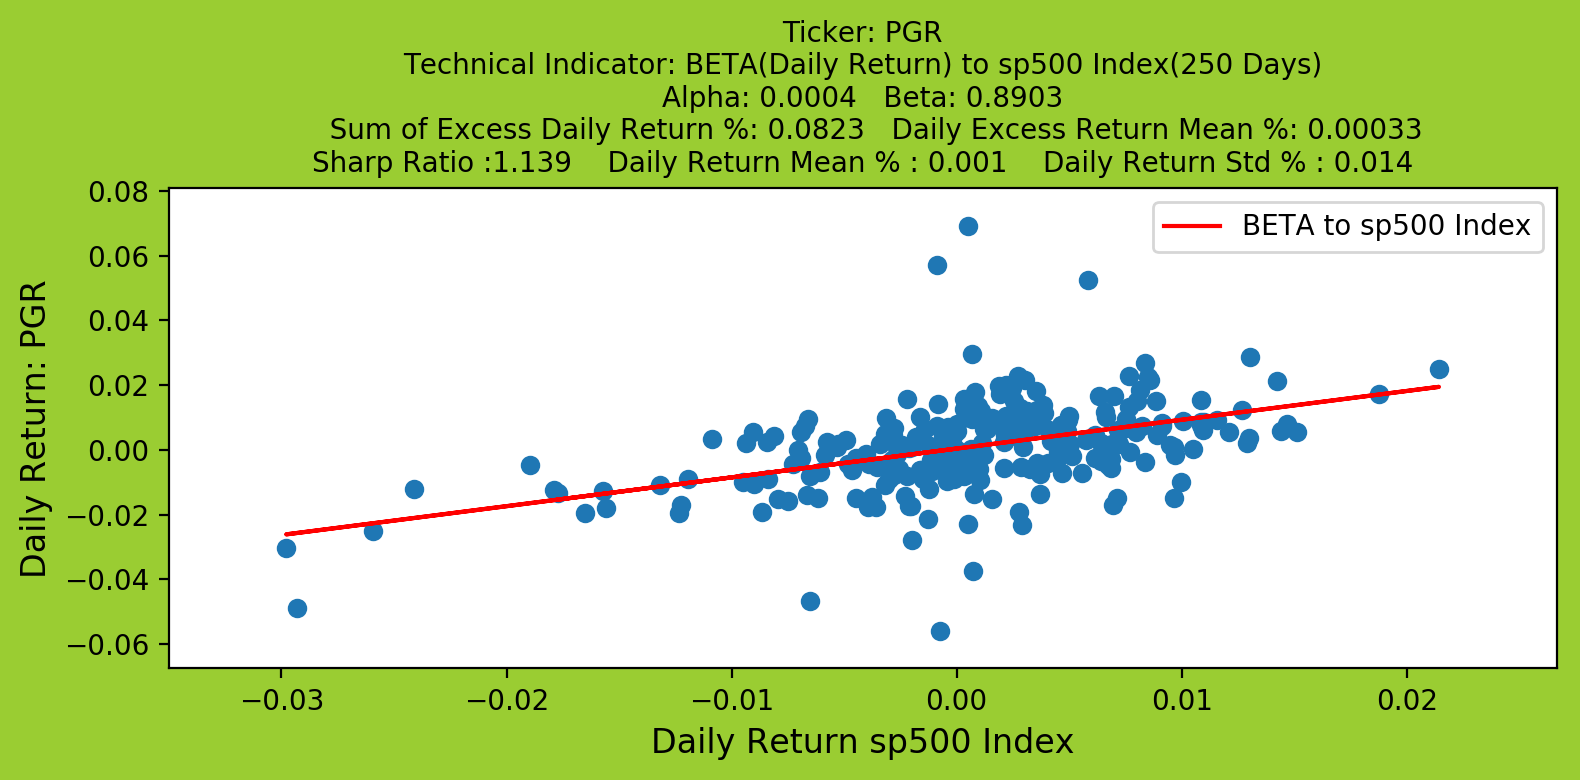 Ticker: PGR
Technical Indicator: BETA(Daily Return) to sp500 Index(250 Days)
Alpha: 0.0004   Beta: 0.8903
Sum of Excess Daily Return %: 0.0823   Daily Excess Return Mean %: 0.00033
Sharp Ratio :1.139    Daily Return Mean % : 0.001    Daily Return Std % : 0.014
BETA to sp500 Index
Daily Return: PGR
0.08
0.06
0.04
0.02
0.00
−0.02
−0.04
−0.06
−0.03
−0.02
−0.01
0.00
0.01
0.02
Daily Return sp500 Index